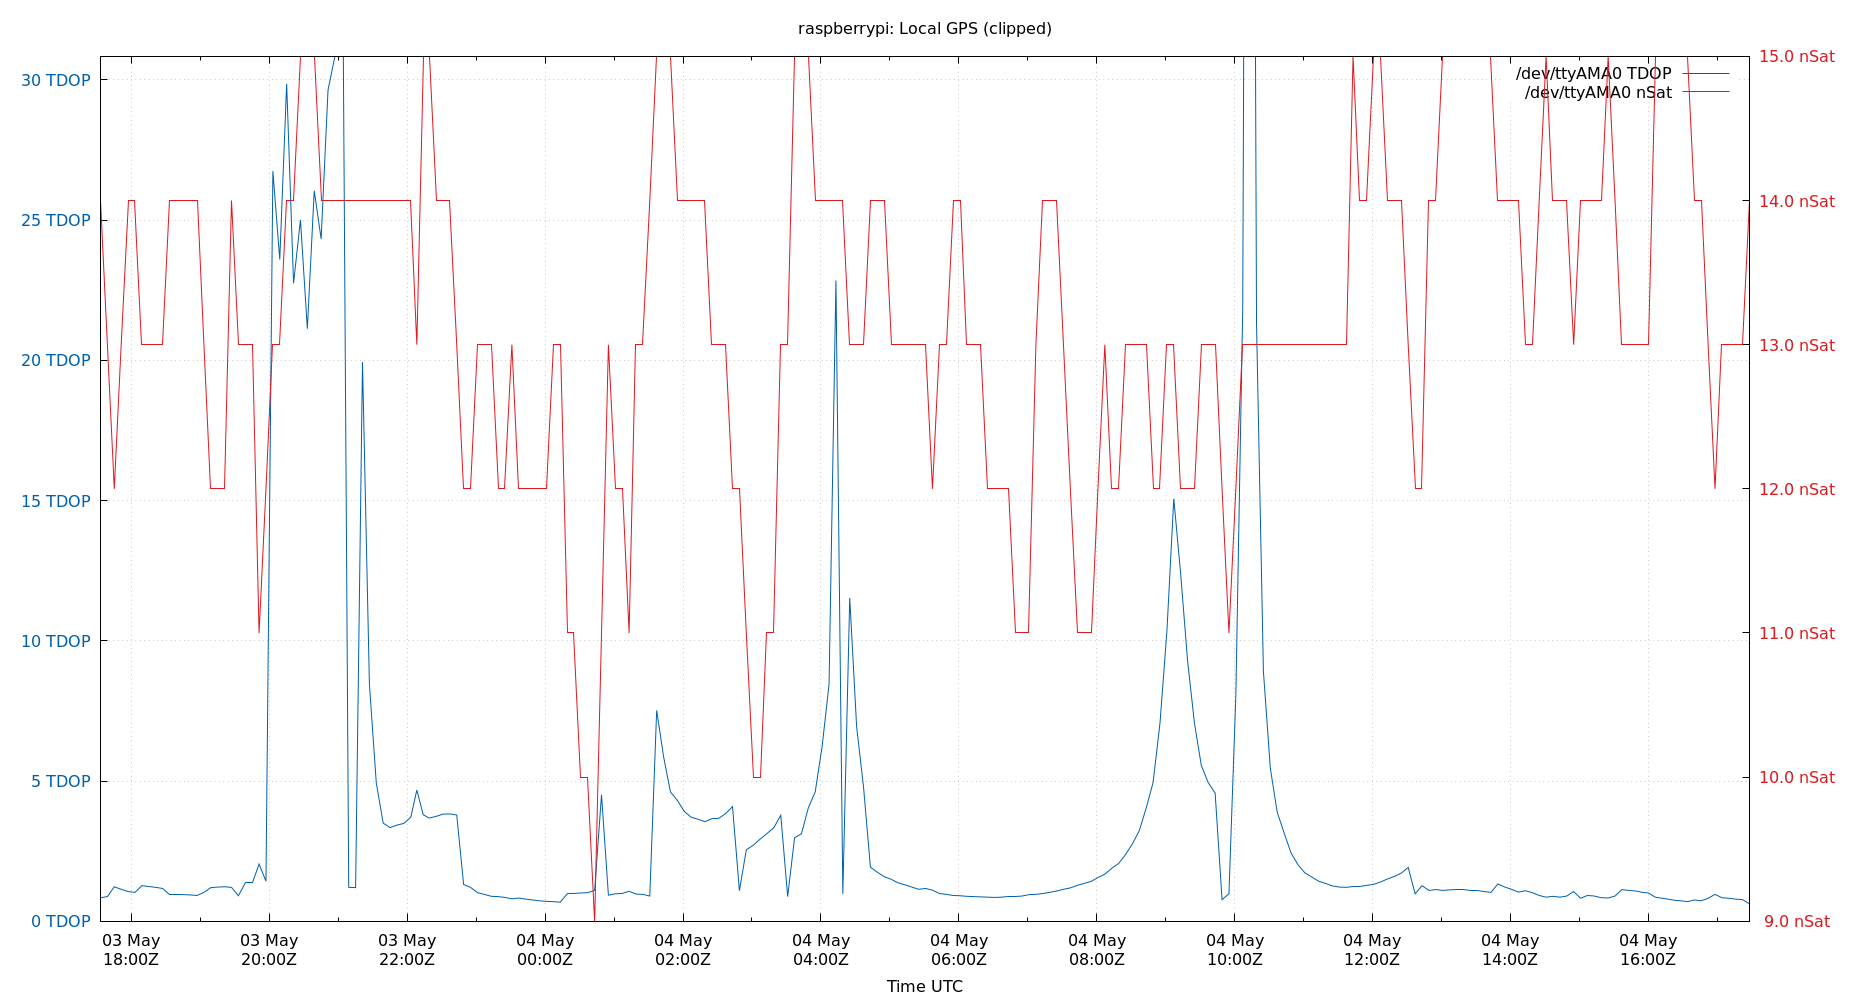 raspberrypi: Local GPS (clipped)
30 TDOP
25 TDOP
20 TDOP
15 TDOP
10 TDOP
5 TDOP
0 TDOP
15.0 nSat
14.0 nSat
13.0 nSat
12.0 nSat
11.0 nSat
10.0 nSat
9.0 nSat
/dev/ttyAMA0 TDOP
/dev/ttyAMA0 nSat
03 May
18:00Z
03 May
20:00Z
03 May
22:00Z
04 May
00:00Z
04 May
02:00Z
04 May
04:00Z
04 May
06:00Z
04 May
08:00Z
04 May
10:00Z
04 May
12:00Z
04 May
14:00Z
04 May
16:00Z
Time UTC